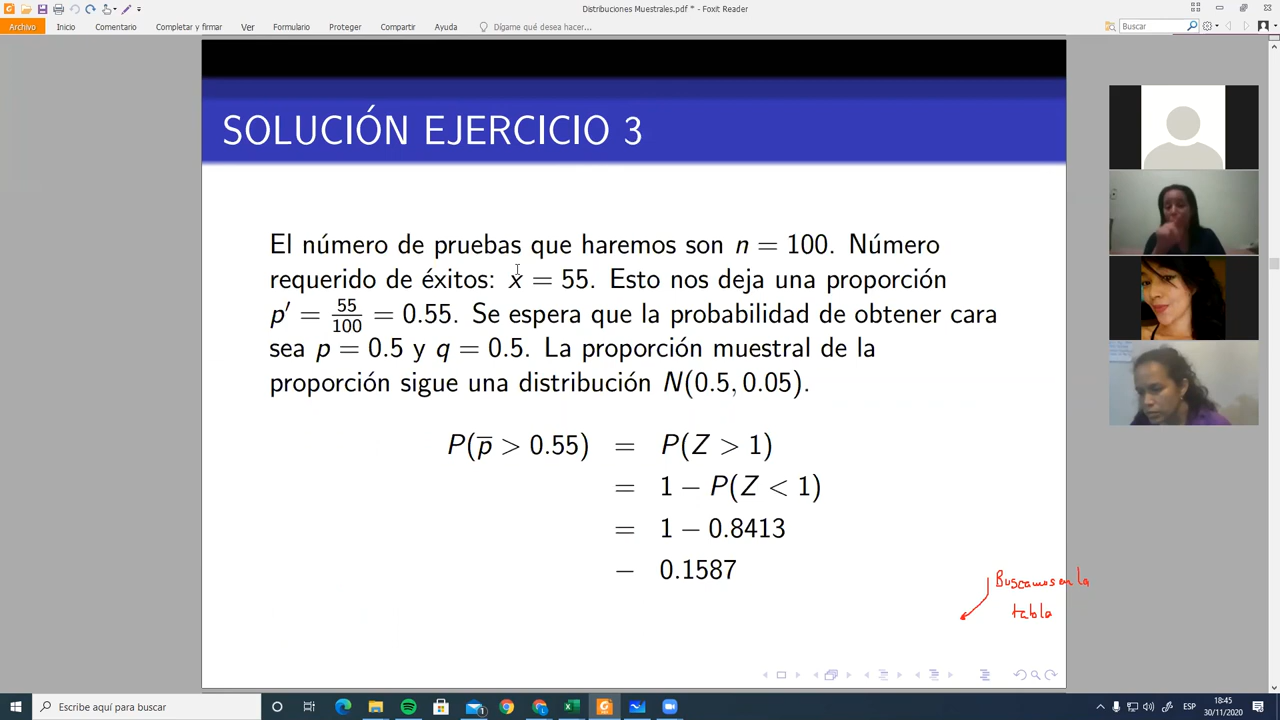 Distribuciones Muestrales.pdf * - Foxit Reader
Archivo Inicio Comentario Completar y firmar Ver Formulario Proteger Compartir Ayuda Dígame qué desea hacer... Buscar
SOLUCIÓN EJERCICIO 3
El número de pruebas que haremos son n = 100. Número
requerido de éxitos: x = 55. Esto nos deja una proporción
p′ = 55/100 = 0.55. Se espera que la probabilidad de obtener cara
sea p = 0.5 y q = 0.5. La proporción muestral de la
proporción sigue una distribución N(0.5, 0.05).
P(p̅ > 0.55) = P(Z > 1)
= 1 − P(Z < 1)
= 1 − 0.8413
− 0.1587
Buscamos en la
tabla
Escribe aquí para buscar
ESP
18:45
30/11/2020